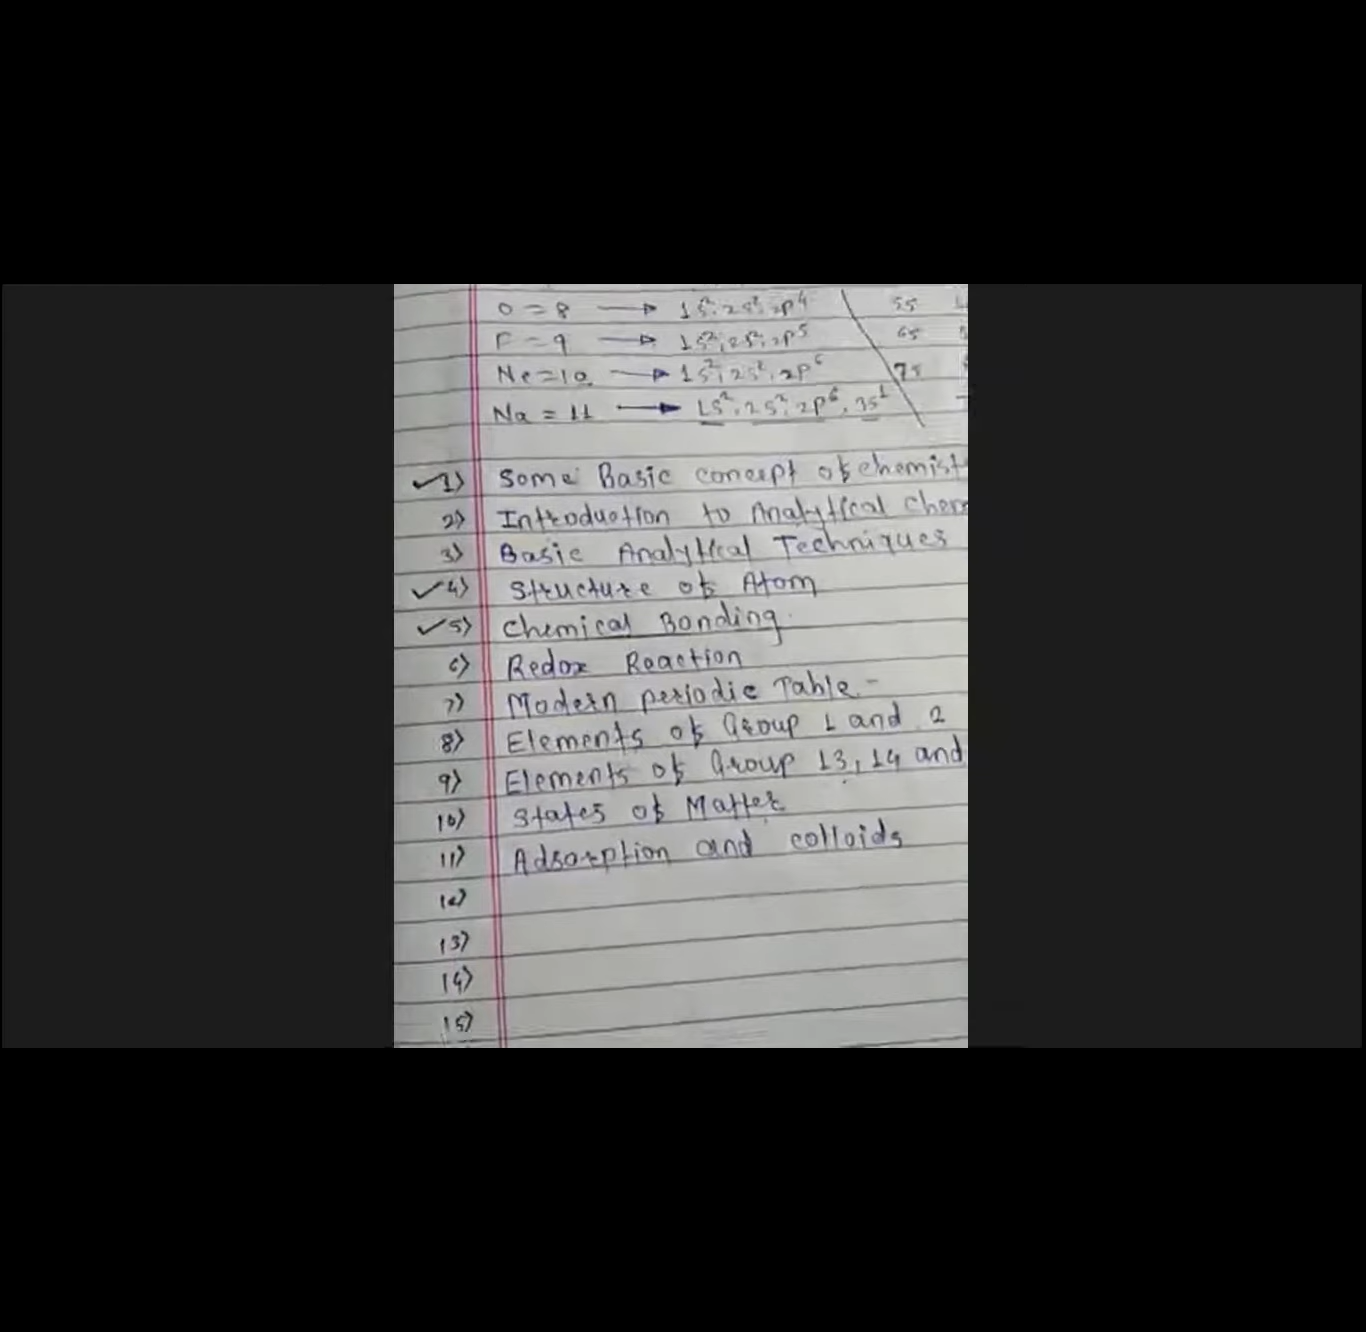 O = 8 → 1s², 2s², 2p⁴ 55
F = 9 → 1s², 2s², 2p⁵ 65
Ne = 10 → 1s², 2s², 2p⁶ 75
Na = 11 → 1s², 2s², 2p⁶, 3s¹
✓1) Some Basic concept of chemist
2) Introduction to Analytical Chem
3) Basic Analytical Techniques
✓4) Structure of Atom
✓5) Chemical Bonding.
6) Redox Reaction
7) Modern periodic Table -
8) Elements of Group 1 and 2
9) Elements of Group 13, 14 and
10) States of Matter
11) Adsorption and colloids
12)
13)
14)
15)